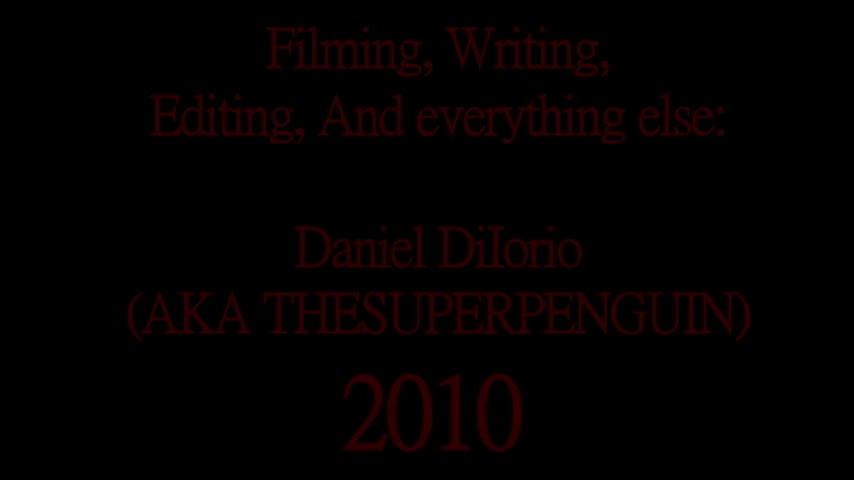 Filming, Writing,
Editing, And everything else:
Daniel DiIorio
(AKA THESUPERPENGUIN)
2010